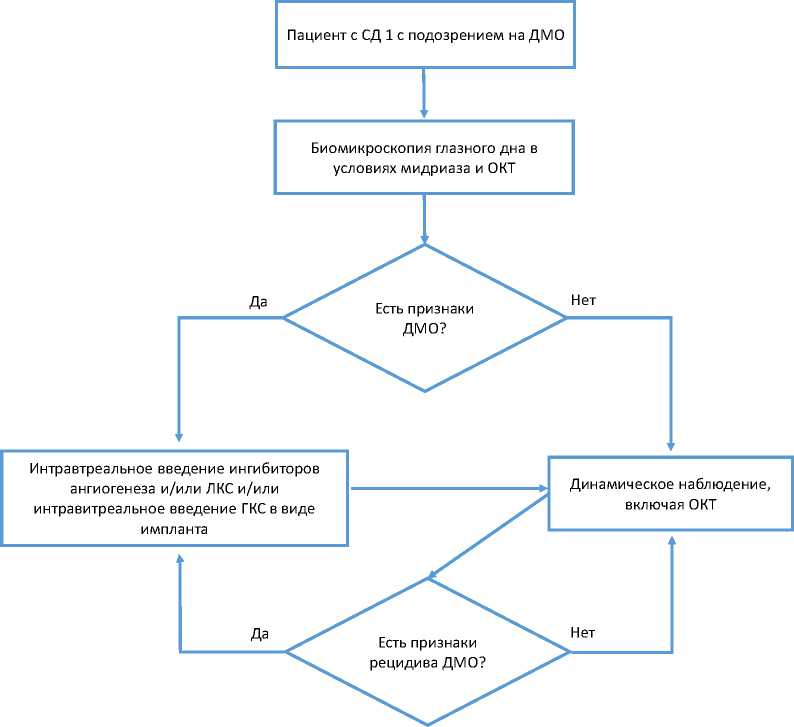 Пациент с СД 1 с подозрением на ДМО
Биомикроскопия глазного дна в
условиях мидриаза и ОКТ
Да
Нет
Есть признаки
ДМО?
Интравтреальное введение ингибиторов
ангиогенеза и/или ЛКС и/или
интравитреальное введение ГКС в виде
импланта
Динамическое наблюдение,
включая ОКТ
Да
Нет
Есть признаки
рецидива ДМО?